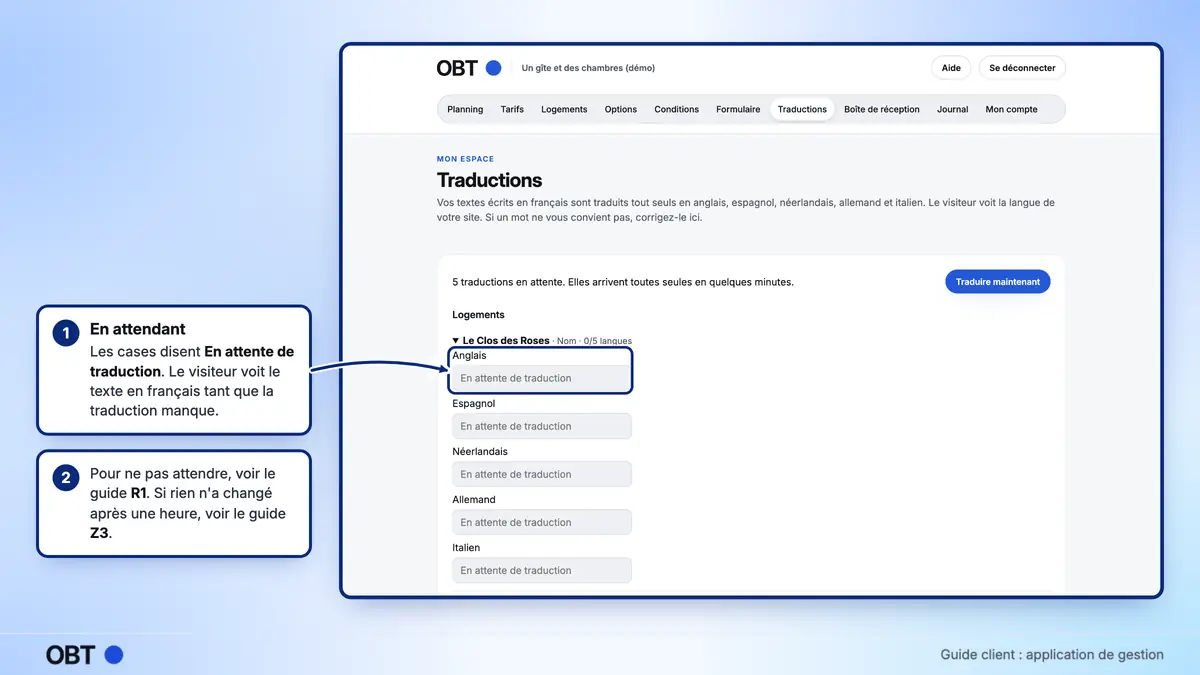 OBT
Un gîte et des chambres (démo)
Aide
Se déconnecter
Planning
Tarifs
Logements
Options
Conditions
Formulaire
Traductions
Boîte de réception
Journal
Mon compte
MON ESPACE
Traductions
Vos textes écrits en français sont traduits tout seuls en anglais, espagnol, néerlandais, allemand et italien. Le visiteur voit la langue de
votre site. Si un mot ne vous convient pas, corrigez-le ici.
5 traductions en attente. Elles arrivent toutes seules en quelques minutes.
Traduire maintenant
Logements
▼ Le Clos des Roses · Nom · 0/5 langues
Anglais
En attente de traduction
Espagnol
En attente de traduction
Néerlandais
En attente de traduction
Allemand
En attente de traduction
Italien
En attente de traduction
1
En attendant
Les cases disent En attente de
traduction. Le visiteur voit le
texte en français tant que la
traduction manque.
2
Pour ne pas attendre, voir le
guide R1. Si rien n'a changé
après une heure, voir le guide
Z3.
OBT
Guide client : application de gestion